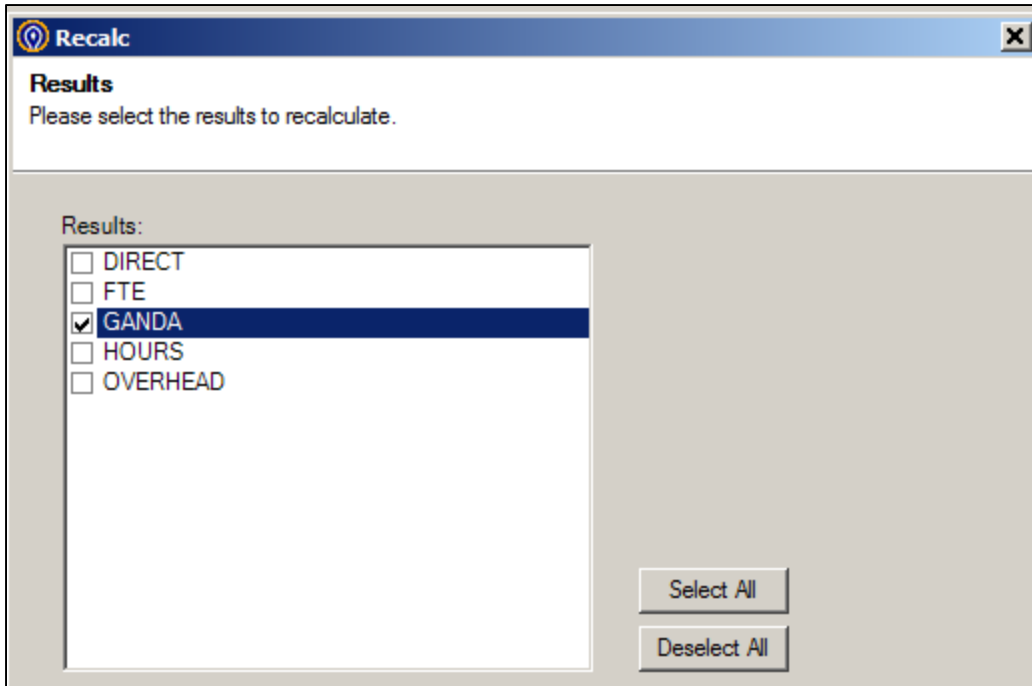 Recalc
Results
Please select the results to recalculate.
Results:
DIRECT
FTE
GANDA
HOURS
OVERHEAD
Select All
Deselect All